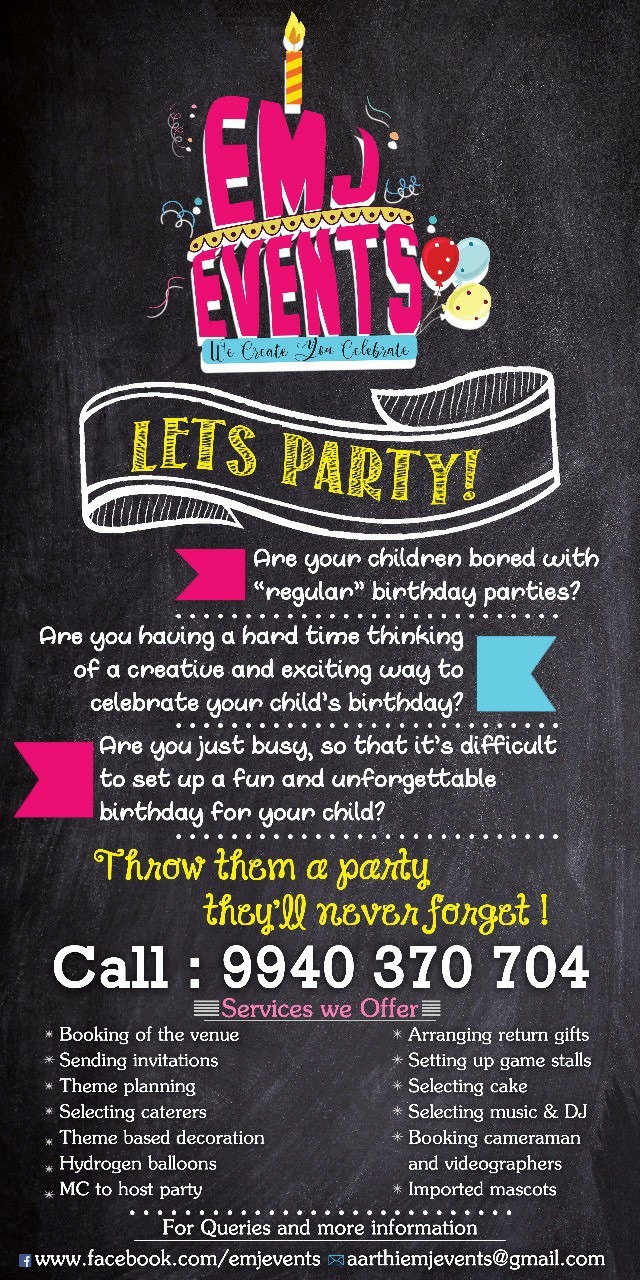 EMJ
EVENTS
We Create You Celebrate
LETS PARTY!
Are your children bored with
“regular” birthday parties?
Are you having a hard time thinking
of a creative and exciting way to
celebrate your child's birthday?
Are you just busy, so that it's difficult
to set up a fun and unforgettable
birthday for your child?
Throw them a party
they'll never forget !
Call : 9940 370 704
Services we Offer
* Booking of the venue
* Sending invitations
* Theme planning
* Selecting caterers
* Theme based decoration
* Hydrogen balloons
* MC to host party
* Arranging return gifts
* Setting up game stalls
* Selecting cake
* Selecting music & DJ
* Booking cameraman
and videographers
* Imported mascots
For Queries and more information
f www.facebook.com/emjevents aarthiemjevents@gmail.com